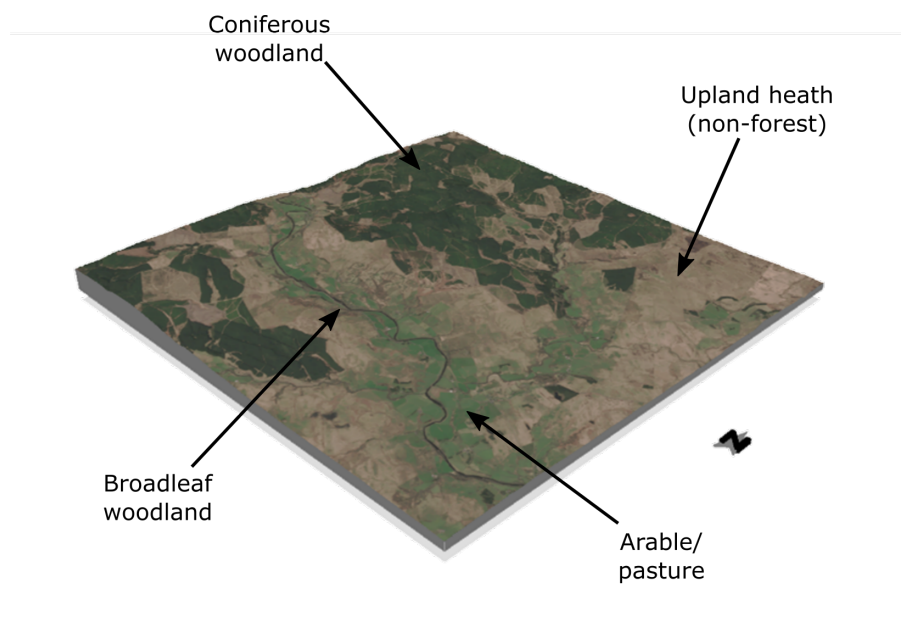 Coniferous
woodland
Upland heath
(non-forest)
Broadleaf
woodland
Arable/
pasture
N